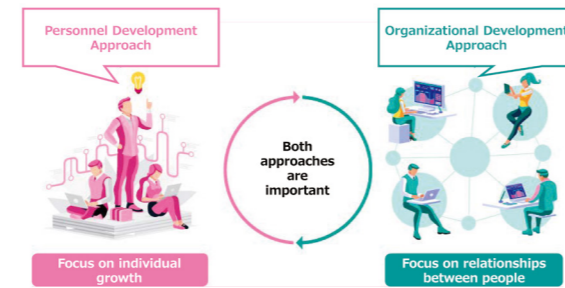 Personnel Development
Approach
Organizational Development
Approach
Both
approaches
are
important
Focus on individual
growth
Focus on relationships
between people